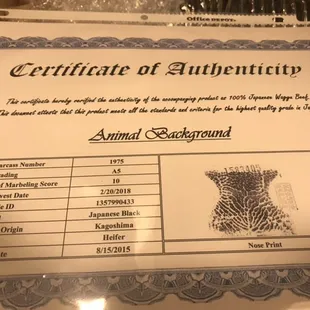 Office DEPOT
Certificate of Authenticity
This certificate hereby verified the authenticity of the accompanying product as 100% Japanese Wagyu Beef
This document attests that this product meets all the standards and criteria for the highest quality grade in Ja
Animal Background
arcass Number 1975
ading A5
f Marbeling Score 10
vest Date 2/20/2018
le ID 1357990433
Japanese Black
Origin Kagoshima
Heifer
8/15/2015
Nose Print